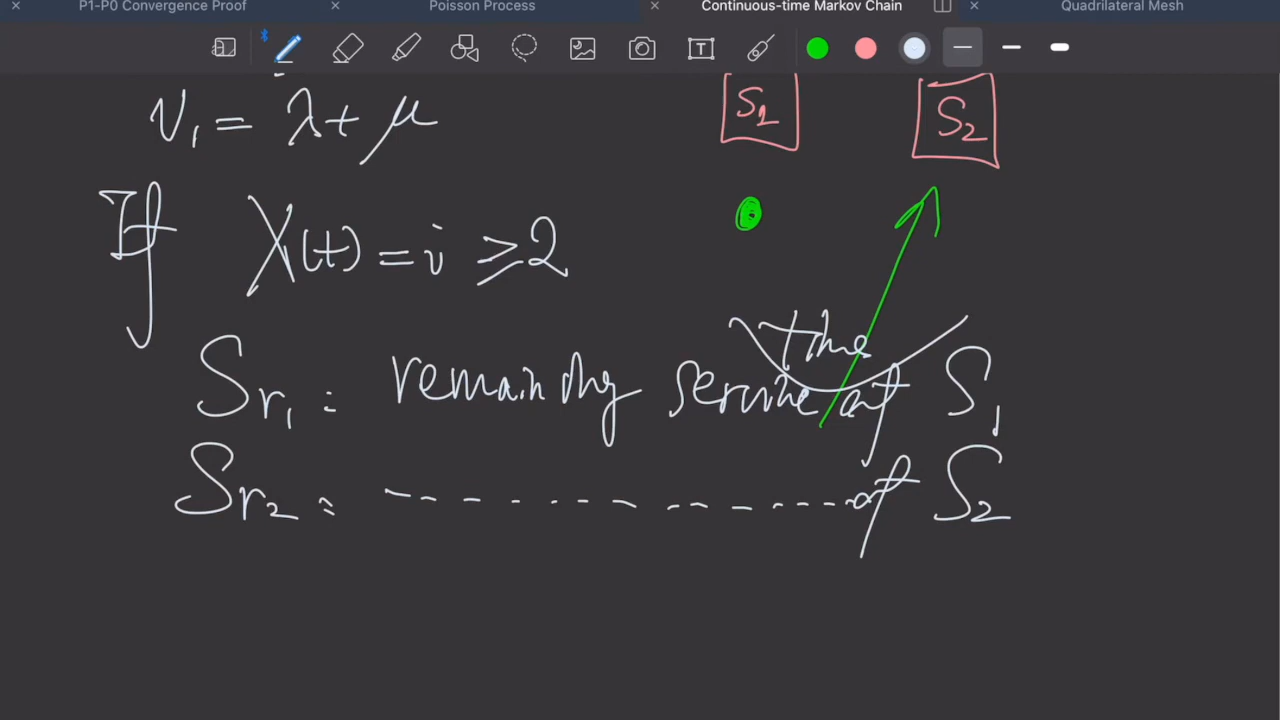 P1-P0 Convergence Proof Poisson Process Continuous-time Markov Chain Quadrilateral Mesh
ν₁ = λ + μ
S₁ S₂
If X(t) = i ≥ 2
time
Sr₁ = remaining service of S₁
Sr₂ = -------------- of S₂